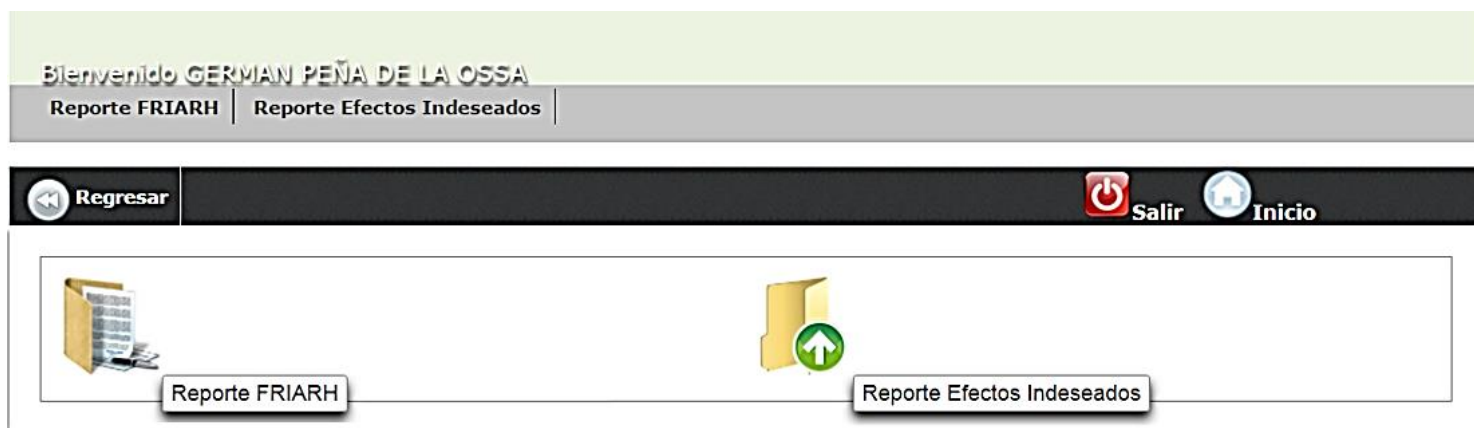 Bienvenido GERMAN PEÑA DE LA OSSA
Reporte FRIARH Reporte Efectos Indeseados
Regresar Salir Inicio
Reporte FRIARH Reporte Efectos Indeseados